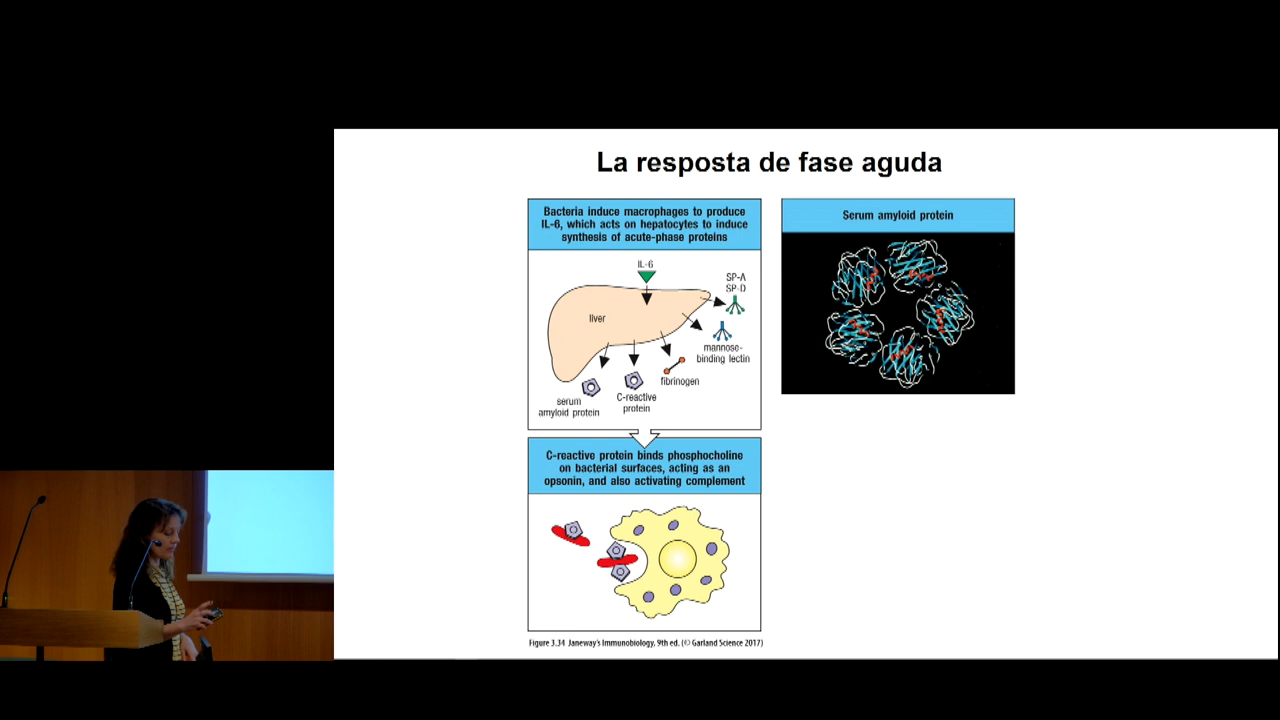 La resposta de fase aguda
Bacteria induce macrophages to produce
IL-6, which acts on hepatocytes to induce
synthesis of acute-phase proteins
IL-6
SP-A
SP-D
liver
mannose-
binding lectin
fibrinogen
C-reactive
protein
serum
amyloid protein
C-reactive protein binds phosphocholine
on bacterial surfaces, acting as an
opsonin, and also activating complement
Figure 3.34 Janeway's Immunobiology, 9th ed. (© Garland Science 2017)
Serum amyloid protein